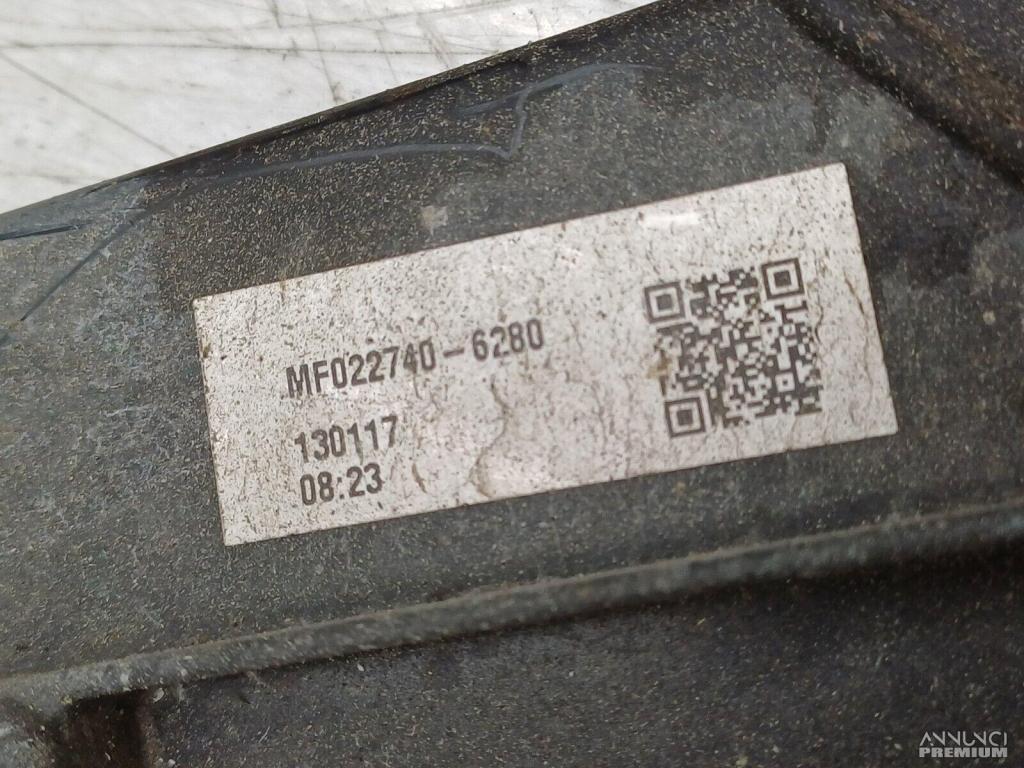 MF022740-6280
130117
08:23
ANNUNCI
PREMIUM